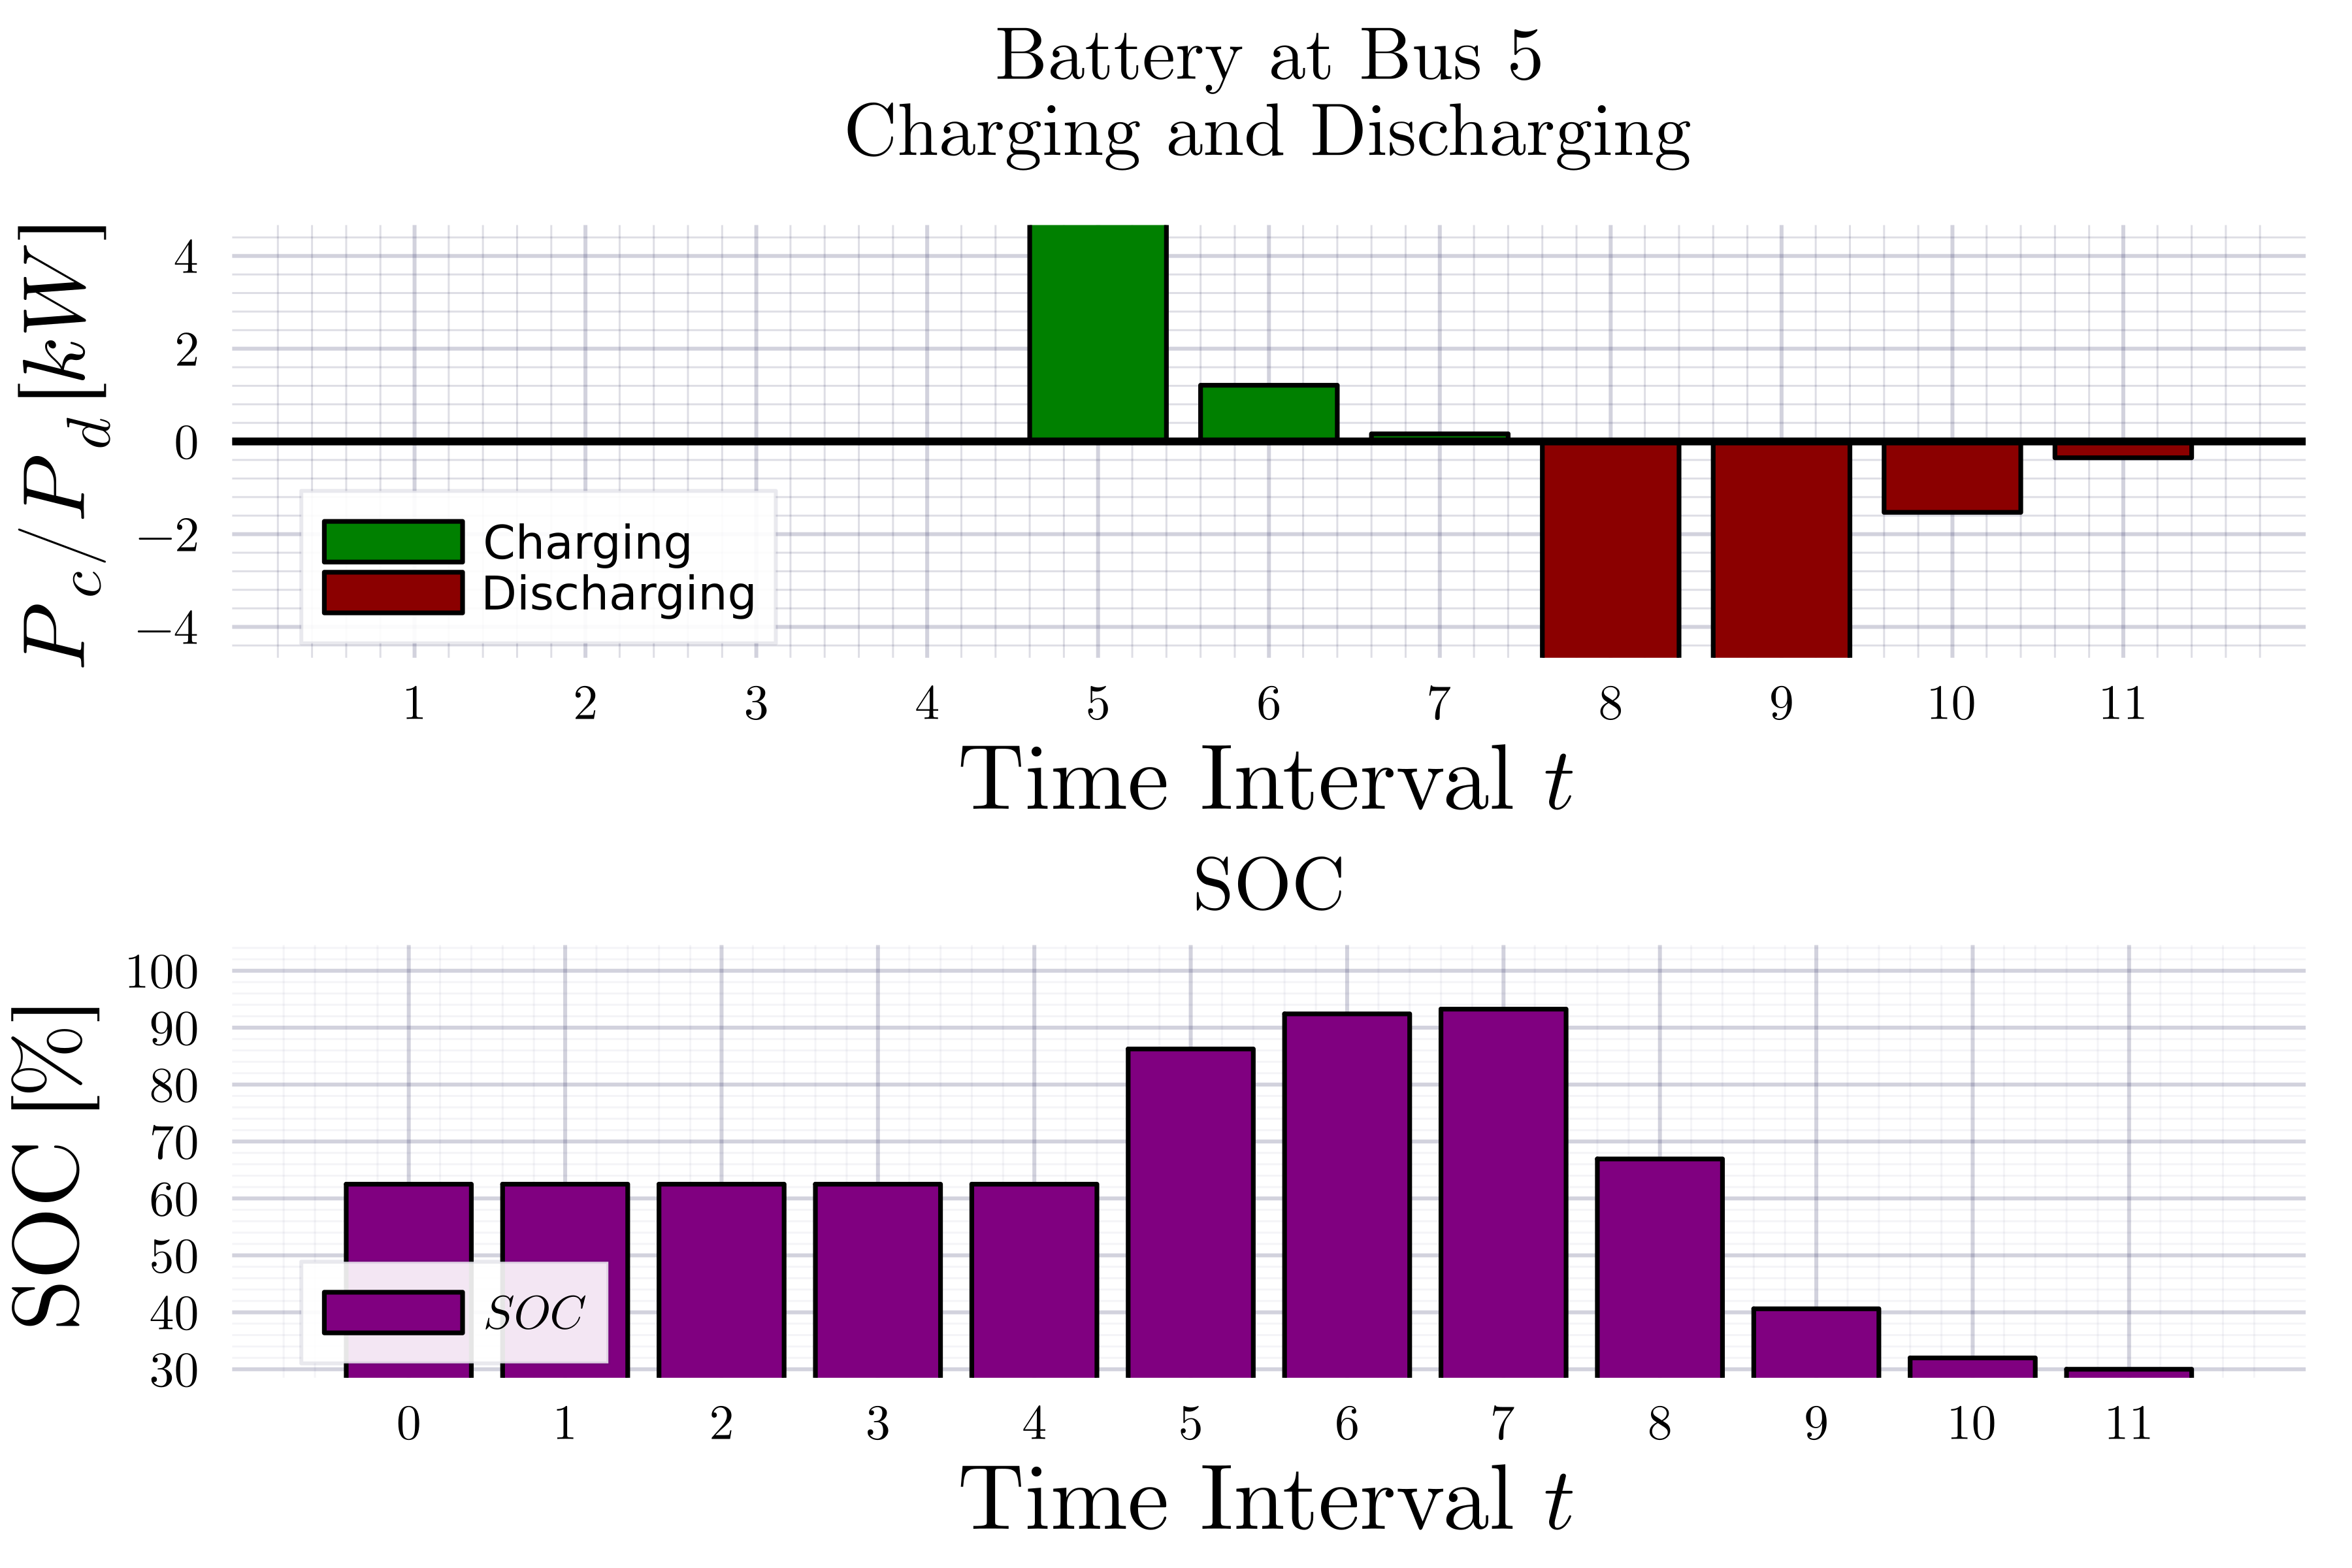 Battery at Bus 5
Charging and Discharging
P_c/P_d [kW]
4
2
0
−2
−4
Charging
Discharging
1 2 3 4 5 6 7 8 9 10 11
Time Interval t
SOC
SOC [%]
100
90
80
70
60
50
40
30
SOC
0 1 2 3 4 5 6 7 8 9 10 11
Time Interval t